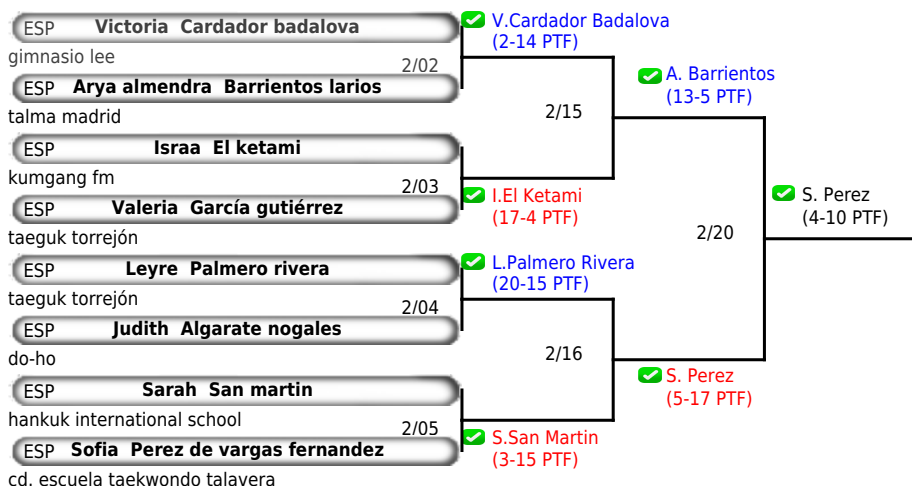 ESP Victoria Cardador badalova
gimnasio lee
2/02
ESP Arya almendra Barrientos larios
talma madrid
ESP Israa El ketami
kumgang fm
2/03
ESP Valeria García gutiérrez
taeguk torrejón
ESP Leyre Palmero rivera
taeguk torrejón
2/04
ESP Judith Algarate nogales
do-ho
ESP Sarah San martin
hankuk international school
2/05
ESP Sofia Perez de vargas fernandez
cd. escuela taekwondo talavera
V.Cardador Badalova
(2-14 PTF)
2/15
I.El Ketami
(17-4 PTF)
L.Palmero Rivera
(20-15 PTF)
2/16
S.San Martin
(3-15 PTF)
A. Barrientos
(13-5 PTF)
2/20
S. Perez
(5-17 PTF)
S. Perez
(4-10 PTF)